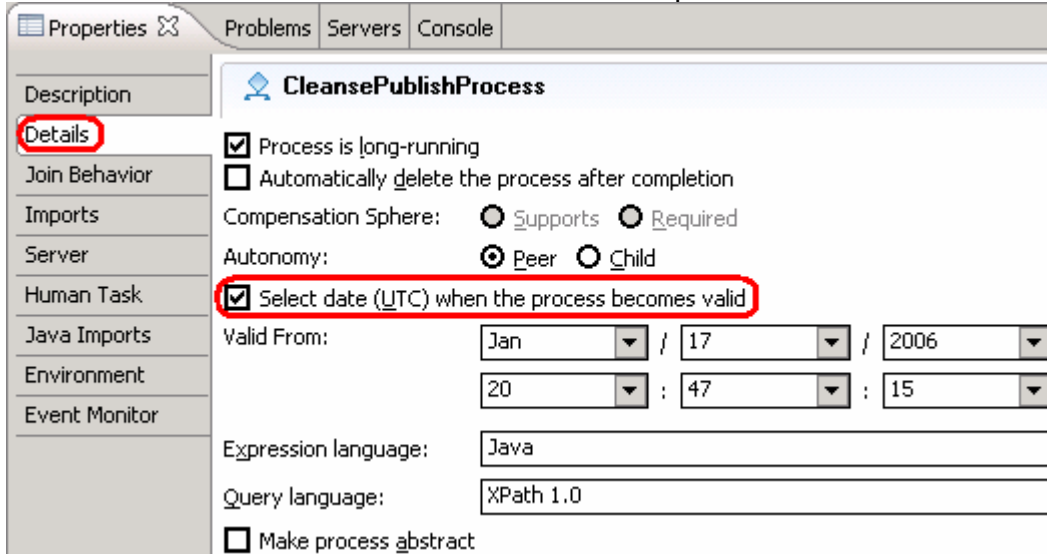 Properties Problems Servers Console
CleansePublishProcess
Description
Details
Join Behavior
Imports
Server
Human Task
Java Imports
Environment
Event Monitor
Process is long-running
Automatically delete the process after completion
Compensation Sphere: Supports Required
Autonomy: Peer Child
Select date (UTC) when the process becomes valid
Valid From: Jan / 17 / 2006
20 : 47 : 15
Expression language: Java
Query language: XPath 1.0
Make process abstract